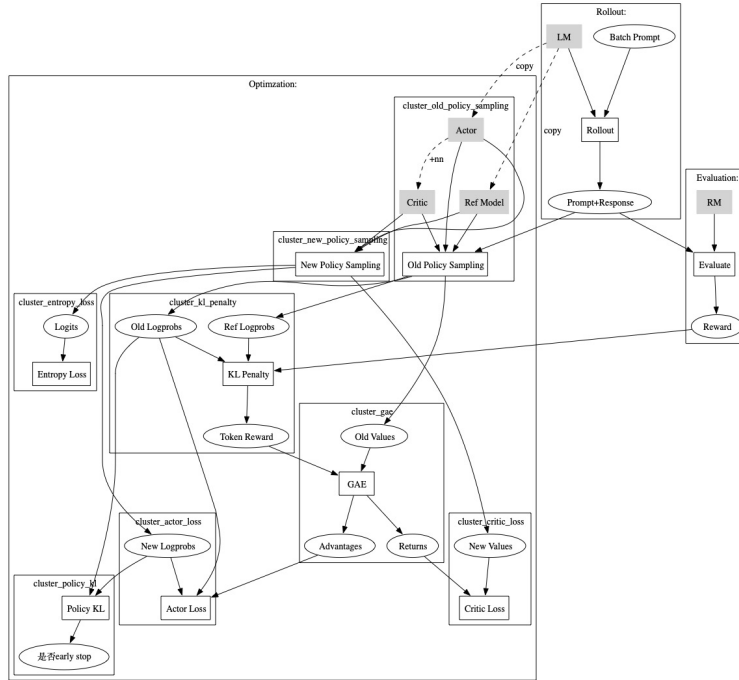 Rollout:
LM
Batch Prompt
copy
Optimzation:
cluster_old_policy_sampling
Actor
copy
Rollout
+nn
Evaluation:
Critic
Ref Model
Prompt+Response
RM
cluster_new_policy_sampling
New Policy Sampling
Old Policy Sampling
Evaluate
cluster_entropy_loss
cluster_kl_penalty
Logits
Old Logprobs
Ref Logprobs
Reward
Entropy Loss
KL Penalty
cluster_gae
Token Reward
Old Values
GAE
cluster_actor_loss
cluster_critic_loss
New Logprobs
Advantages
Returns
New Values
cluster_policy_kl
Policy KL
Actor Loss
Critic Loss
是否early stop